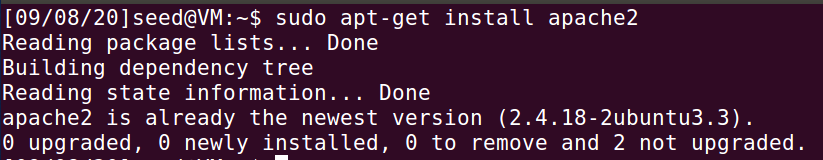 [09/08/20]seed@VM:~$ sudo apt-get install apache2
Reading package lists... Done
Building dependency tree
Reading state information... Done
apache2 is already the newest version (2.4.18-2ubuntu3.3).
0 upgraded, 0 newly installed, 0 to remove and 2 not upgraded.